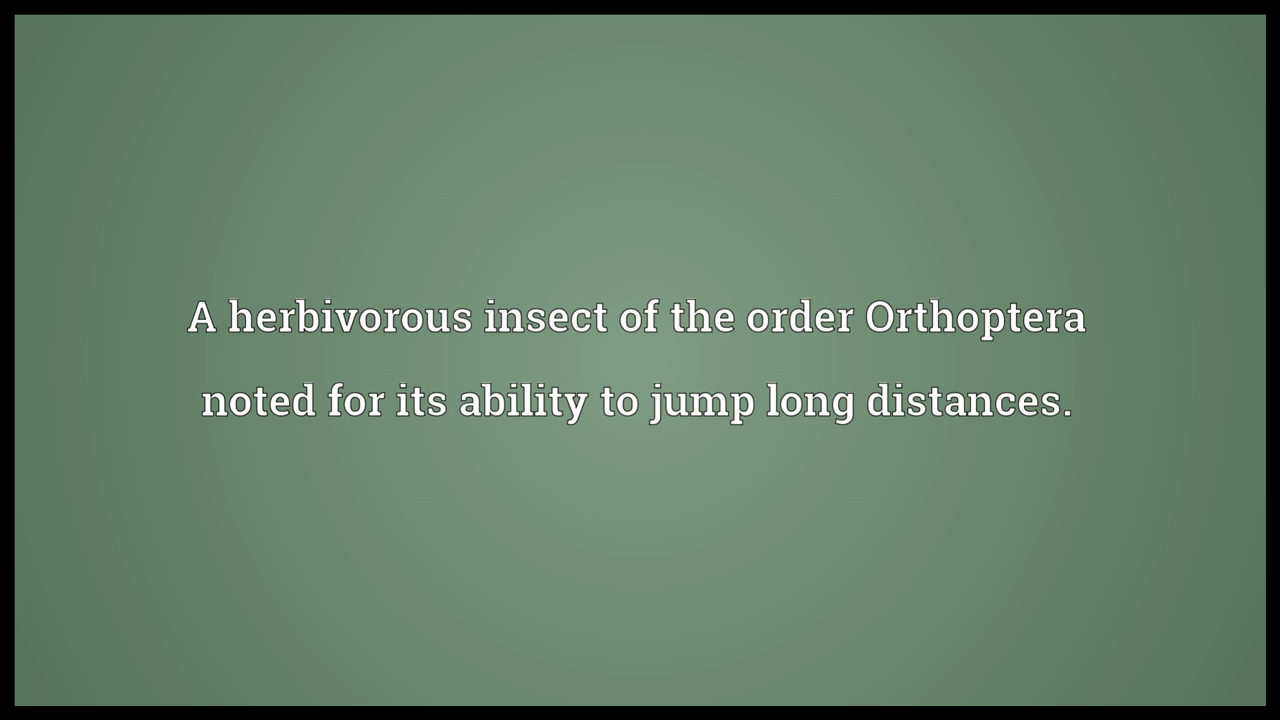 A herbivorous insect of the order Orthoptera
noted for its ability to jump long distances.